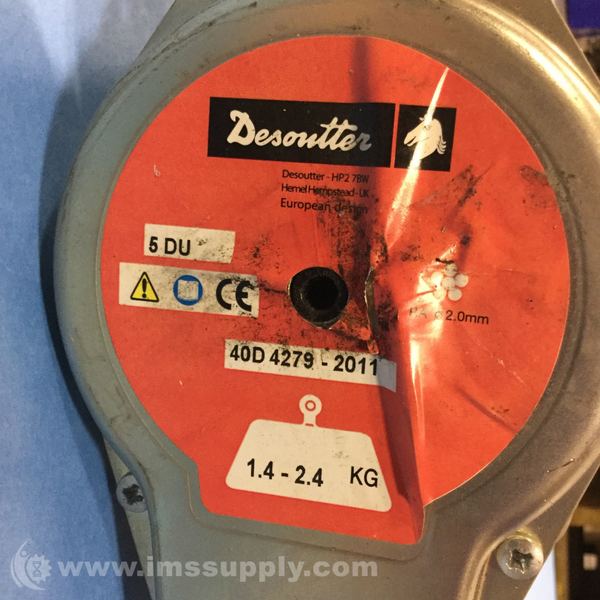 Desoutter
Desoutter - HP2 7BW
Hemel Hempstead - UK
European design
5 DU
CE
PA ø 2.0mm
40D 4279 - 2011
1.4 - 2.4 KG
www.imssupply.com